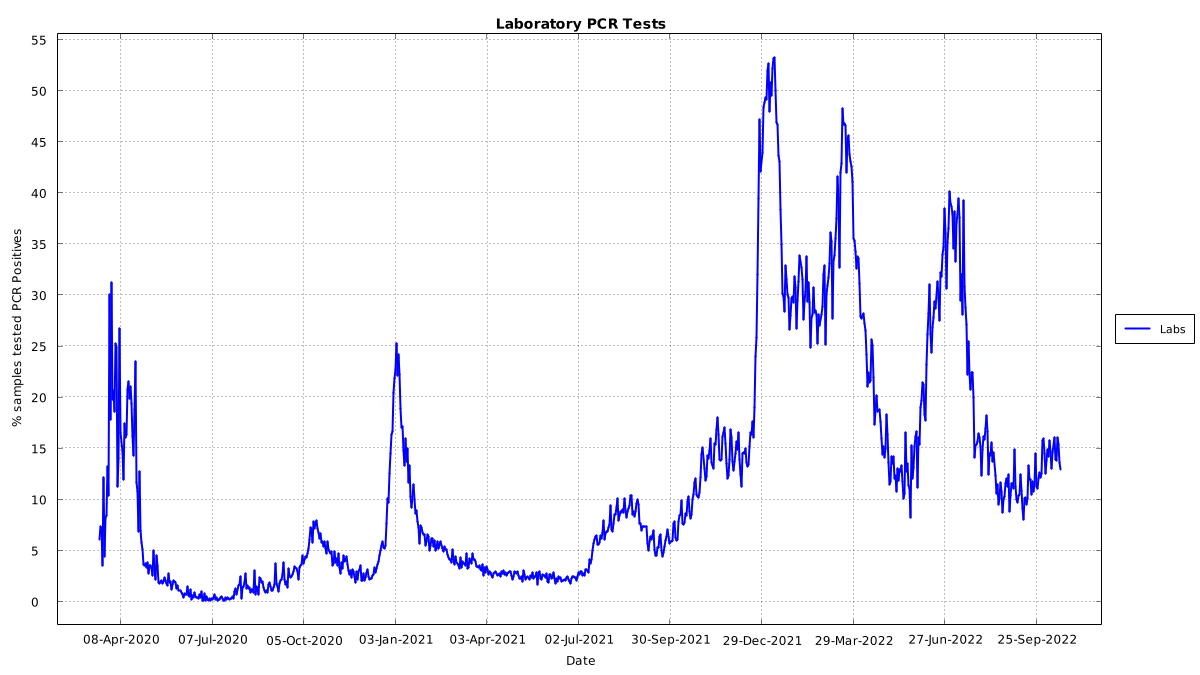 Laboratory PCR Tests
% samples tested PCR Positives
55
50
45
40
35
30
25
20
15
10
5
0
08-Apr-2020 07-Jul-2020 05-Oct-2020 03-Jan-2021 03-Apr-2021 02-Jul-2021 30-Sep-2021 29-Dec-2021 29-Mar-2022 27-Jun-2022 25-Sep-2022
Date
Labs